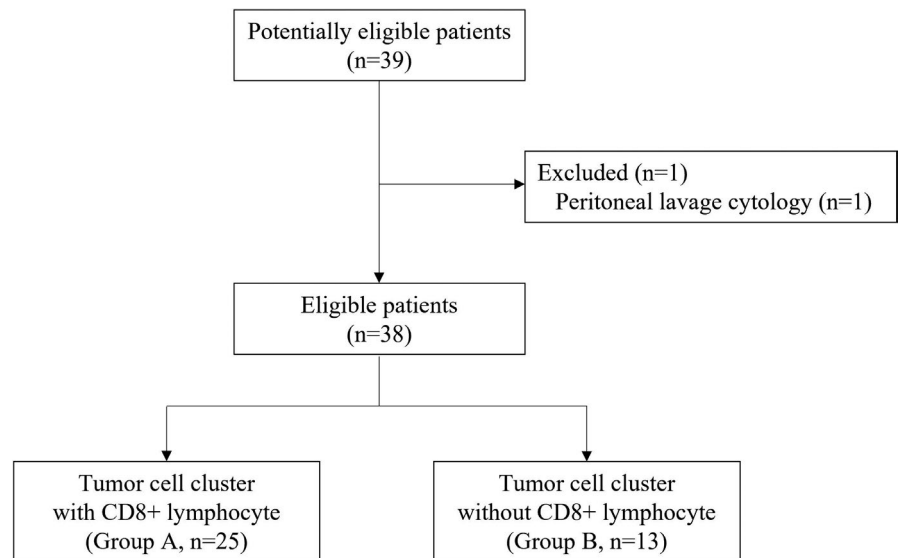 Potentially eligible patients
(n=39)
Excluded (n=1)
Peritoneal lavage cytology (n=1)
Eligible patients
(n=38)
Tumor cell cluster
with CD8+ lymphocyte
(Group A, n=25)
Tumor cell cluster
without CD8+ lymphocyte
(Group B, n=13)